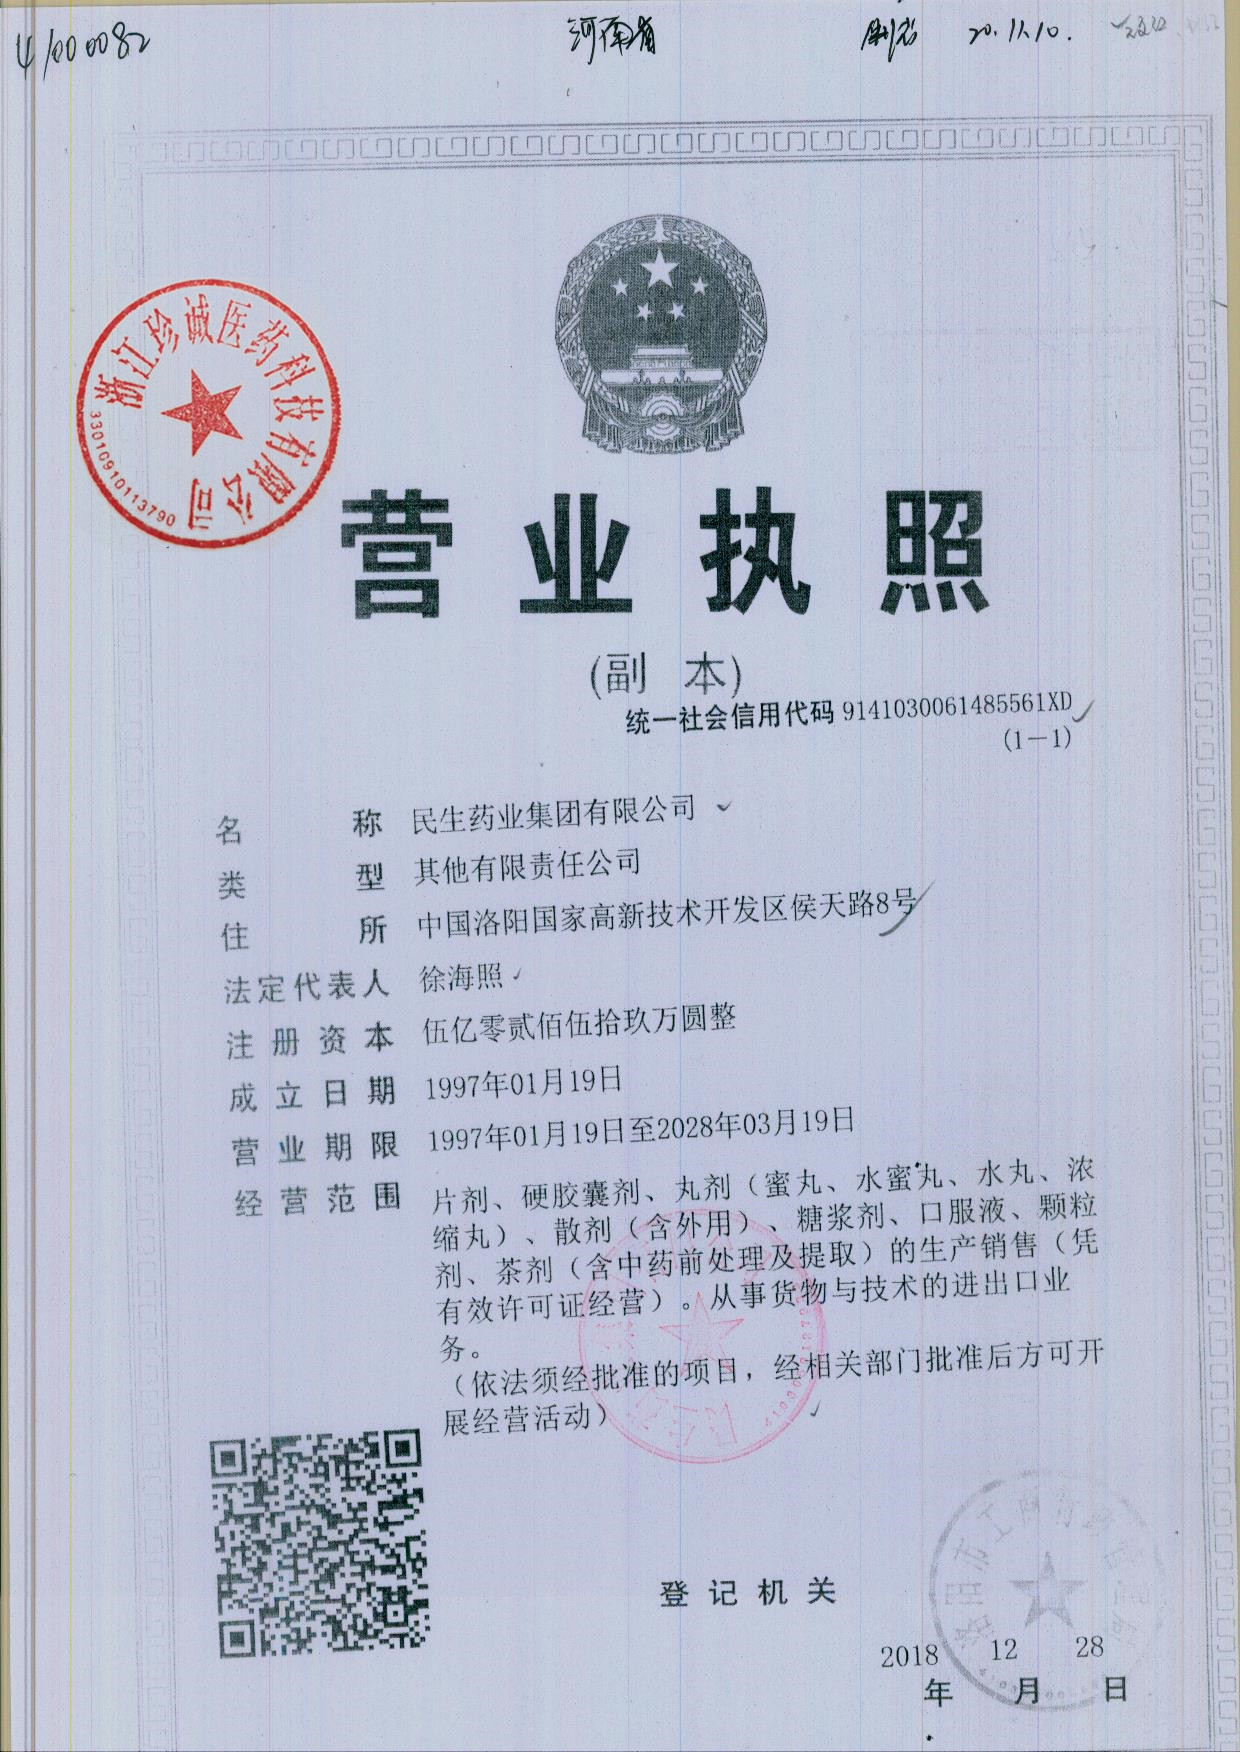 41000082
河南省
20.11.10.
浙江珍诚医药科技有限公司
33010910113790
营业执照
(副 本)
统一社会信用代码 91410300614855561XD
(1-1)
名称 民生药业集团有限公司
类型 其他有限责任公司
住所 中国洛阳国家高新技术开发区侯天路8号
法定代表人 徐海照
注册资本 伍亿零贰佰伍拾玖万圆整
成立日期 1997年01月19日
营业期限 1997年01月19日至2028年03月19日
经营范围 片剂、硬胶囊剂、丸剂（蜜丸、水蜜丸、水丸、浓
缩丸）、散剂（含外用）、糖浆剂、口服液、颗粒
剂、茶剂（含中药前处理及提取）的生产销售（凭
有效许可证经营）。从事货物与技术的进出口业
务。
（依法须经批准的项目，经相关部门批准后方可开
展经营活动）
登记机关
2018 12 28
年 月 日